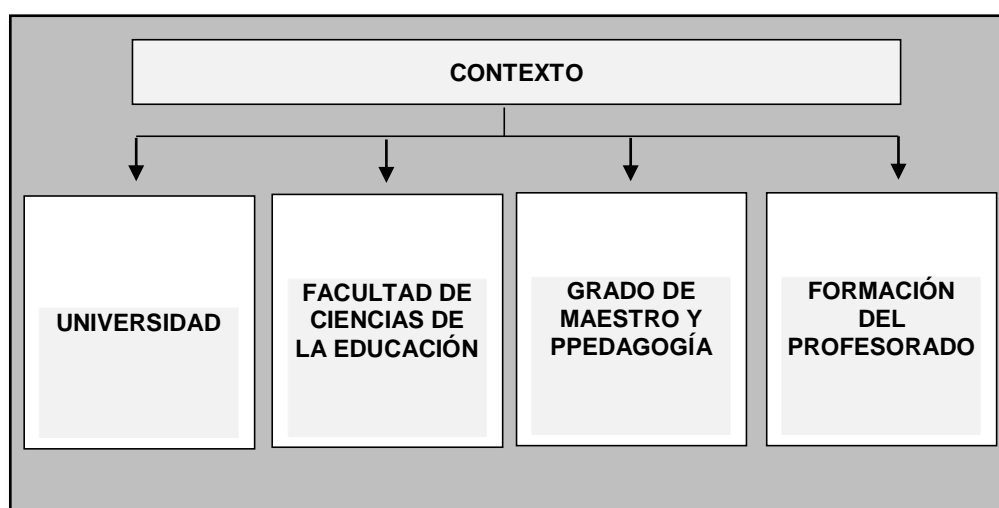 CONTEXTO
UNIVERSIDAD
FACULTAD DE
CIENCIAS DE
LA EDUCACIÓN
GRADO DE
MAESTRO Y
PPEDAGOGÍA
FORMACIÓN
DEL
PROFESORADO